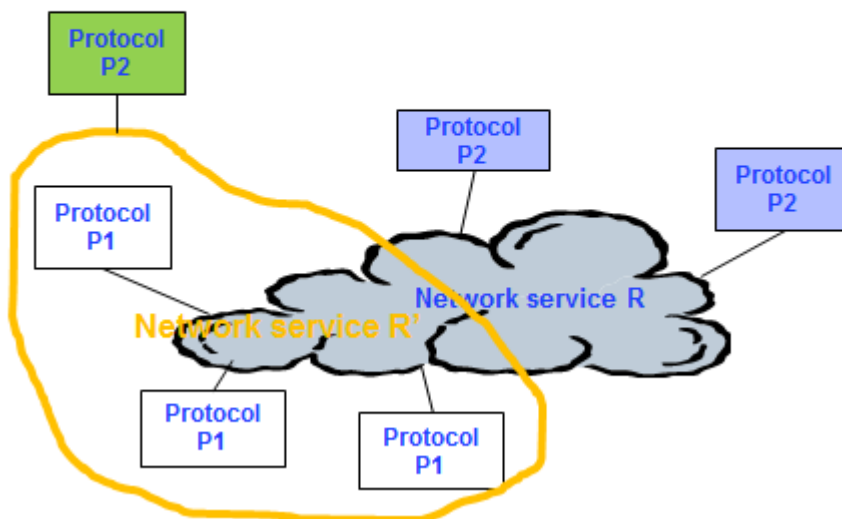 Protocol
P2
Protocol
P2
Protocol
P2
Protocol
P1
Network service R
Network service R’
Protocol
P1
Protocol
P1